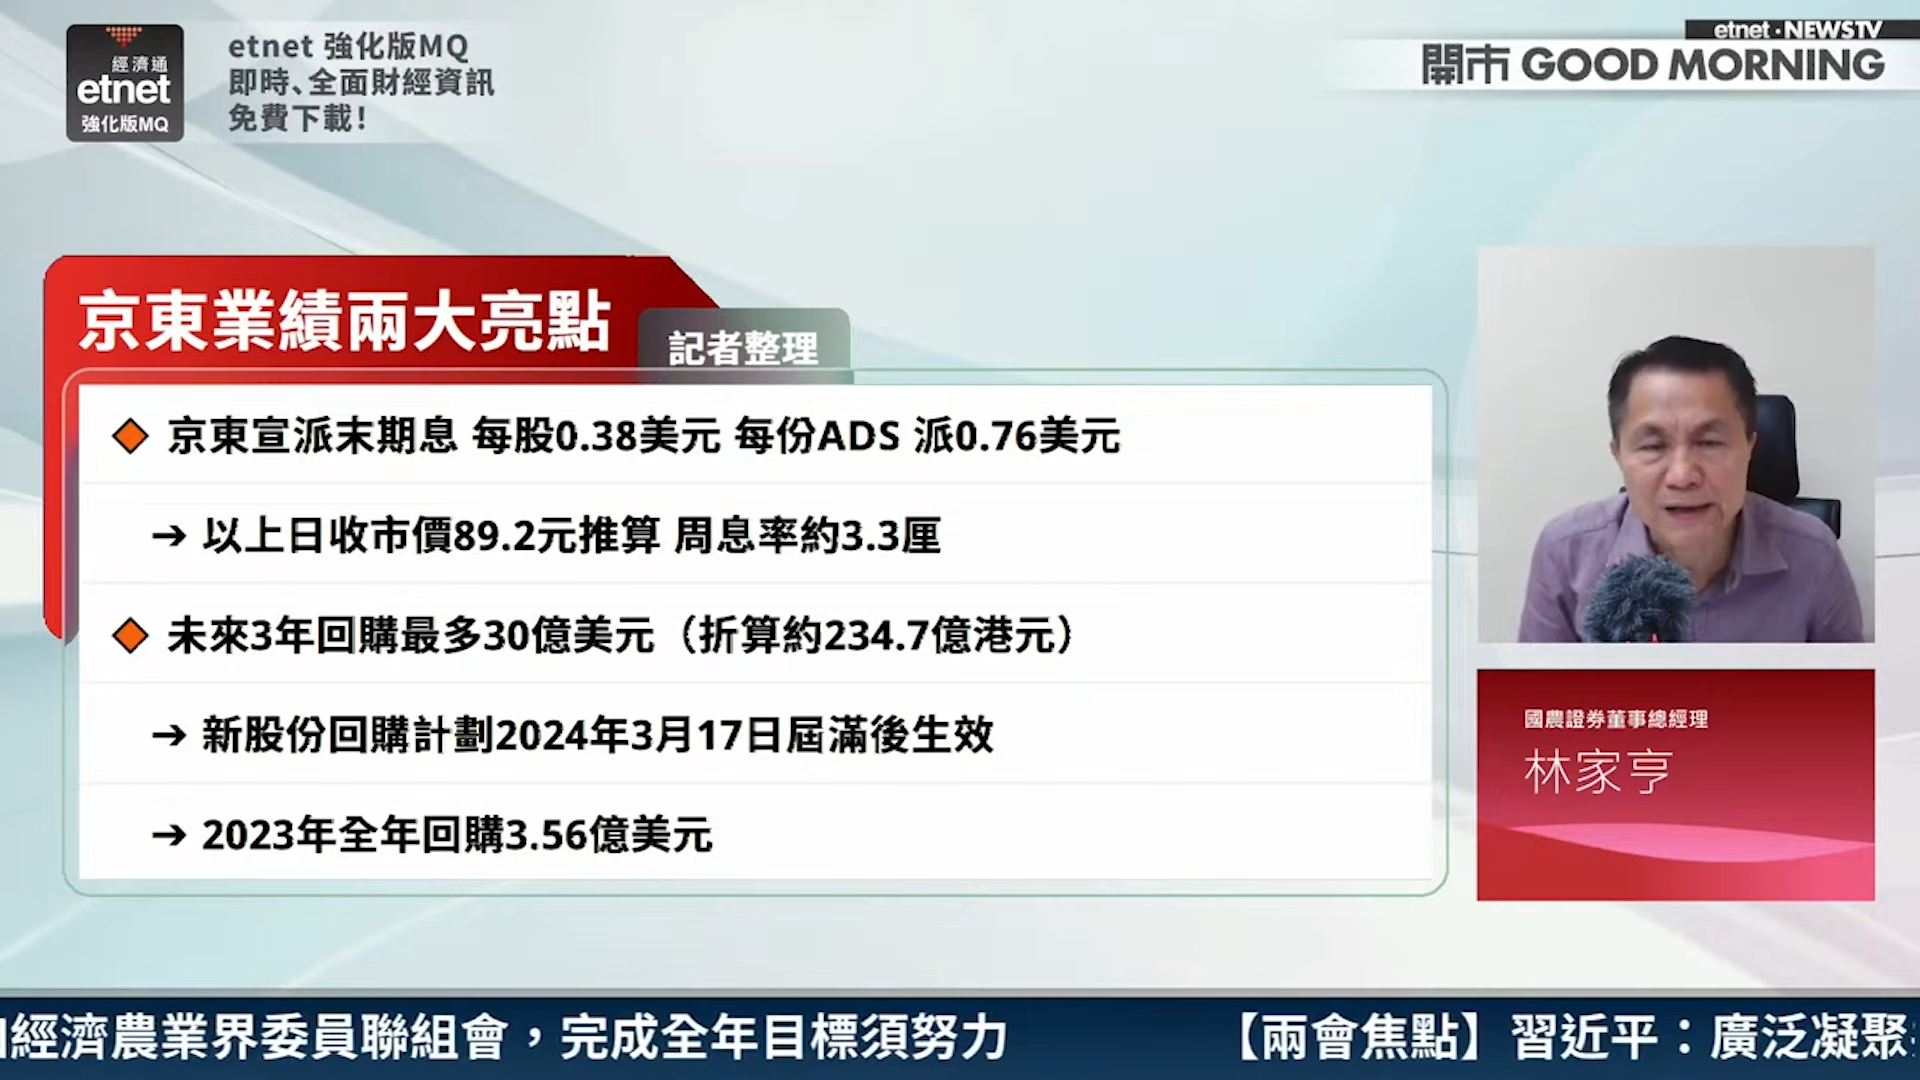 經濟通
etnet
強化版MQ
etnet 強化版MQ
即時、全面財經資訊
免費下載！
etnet·NEWSTV
開市 GOOD MORNING
京東業績兩大亮點
記者整理
京東宣派末期息 每股0.38美元 每份ADS 派0.76美元
→ 以上日收市價89.2元推算 周息率約3.3厘
未來3年回購最多30億美元（折算約234.7億港元）
→ 新股份回購計劃2024年3月17日屆滿後生效
→ 2023年全年回購3.56億美元
國農證券董事總經理
林家亨
經濟農業界委員聯組會，完成全年目標須努力 【兩會焦點】習近平：廣泛凝聚